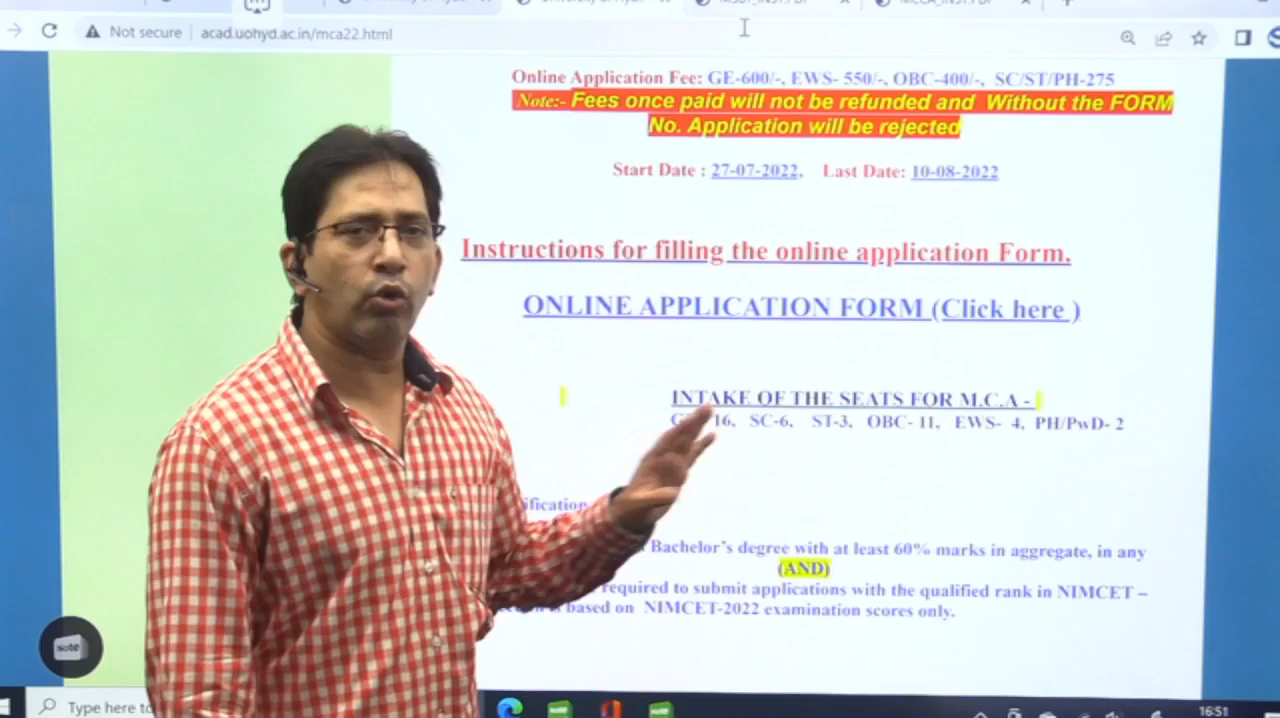 Not secure acad.uohyd.ac.in/mca22.html
Online Application Fee: GE-600/-, EWS- 550/-, OBC-400/-, SC/ST/PH-275
Note:- Fees once paid will not be refunded and Without the FORM
No. Application will be rejected
Start Date : 27-07-2022, Last Date: 10-08-2022
Instructions for filling the online application Form.
ONLINE APPLICATION FORM (Click here )
INTAKE OF THE SEATS FOR M.C.A -
16, SC-6, ST-3, OBC- 11, EWS- 4, PH/PwD- 2
Bachelor's degree with at least 60% marks in aggregate, in any
(AND)
required to submit applications with the qualified rank in NIMCET –
based on NIMCET-2022 examination scores only.
Type here to
16:51